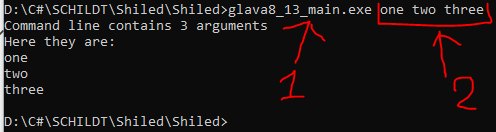 D:\C#\SCHILDT\Shiled\Shiled>glava8_13_main.exe one two three
Command line contains 3 arguments
Here they are:
one
two
three
D:\C#\SCHILDT\Shiled\Shiled>
1
2